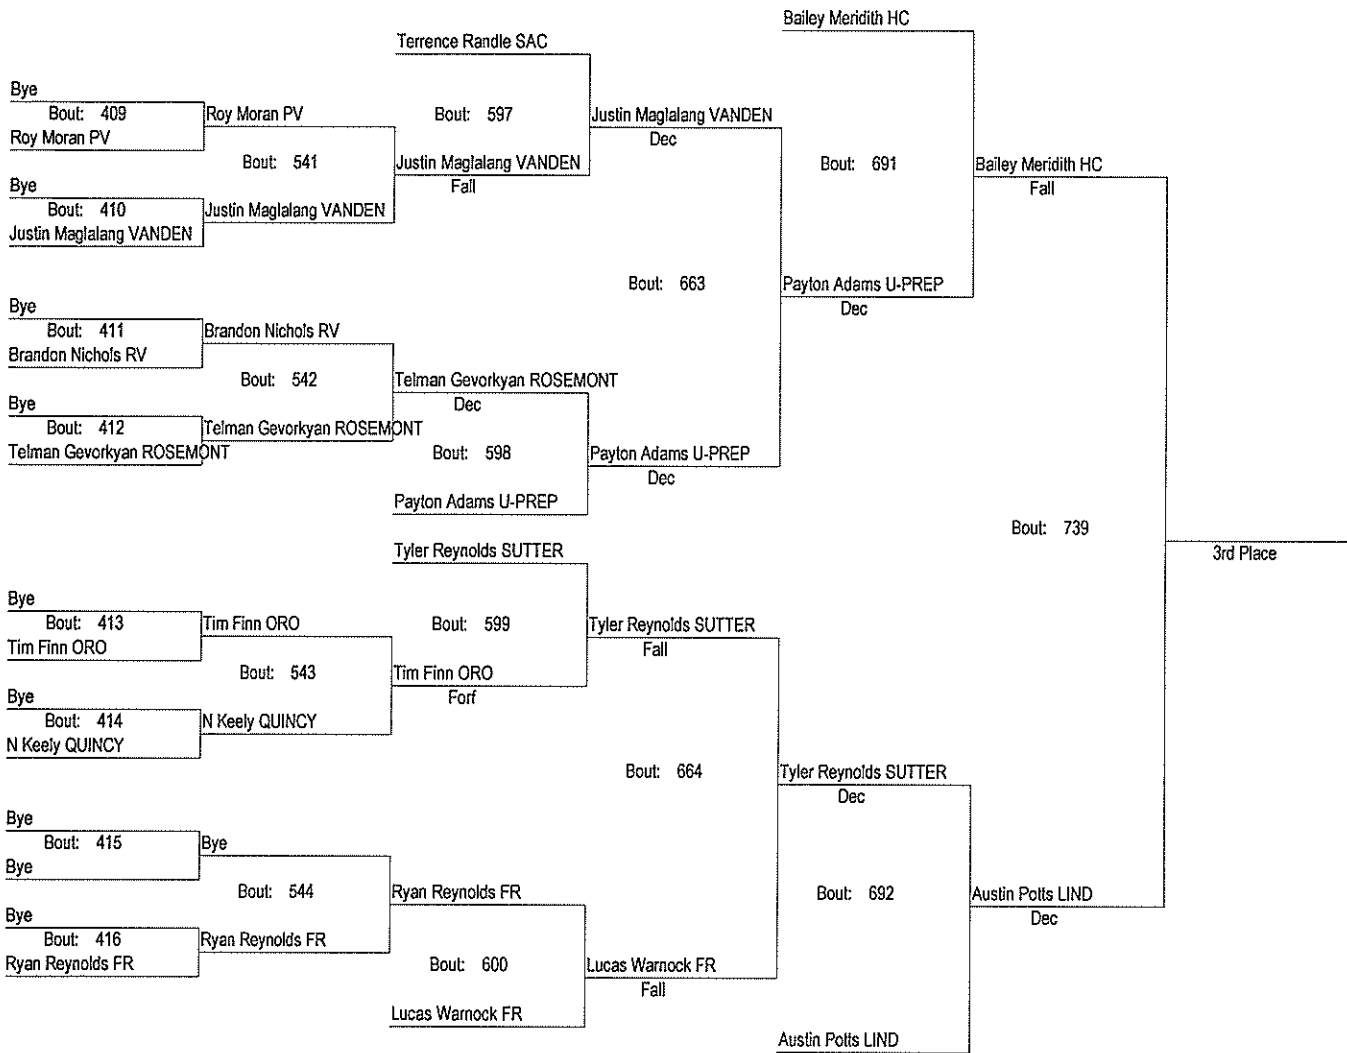 Bailey Meridith HC
Terrence Randle SAC
Bye
Bout: 409
Roy Moran PV
Roy Moran PV
Bout: 541
Bye
Bout: 410
Justin Maglalang VANDEN
Justin Maglalang VANDEN
Bout: 597
Justin Maglalang VANDEN
Fall
Justin Maglalang VANDEN
Dec
Bout: 691
Bailey Meridith HC
Fall
Bout: 663
Payton Adams U-PREP
Dec
Bye
Bout: 411
Brandon Nichols RV
Brandon Nichols RV
Bout: 542
Bye
Bout: 412
Telman Gevorkyan ROSEMONT
Telman Gevorkyan ROSEMONT
Telman Gevorkyan ROSEMONT
Dec
Bout: 598
Payton Adams U-PREP
Payton Adams U-PREP
Dec
Bout: 739
3rd Place
Tyler Reynolds SUTTER
Bye
Bout: 413
Tim Finn ORO
Tim Finn ORO
Bout: 543
Bye
Bout: 414
N Keely QUINCY
N Keely QUINCY
Bout: 599
Tim Finn ORO
Forf
Tyler Reynolds SUTTER
Fall
Bout: 664
Tyler Reynolds SUTTER
Dec
Bye
Bout: 415
Bye
Bye
Bout: 544
Bye
Bout: 416
Ryan Reynolds FR
Ryan Reynolds FR
Ryan Reynolds FR
Bout: 600
Lucas Warnock FR
Lucas Warnock FR
Fall
Bout: 692
Austin Potts LIND
Dec
Austin Potts LIND